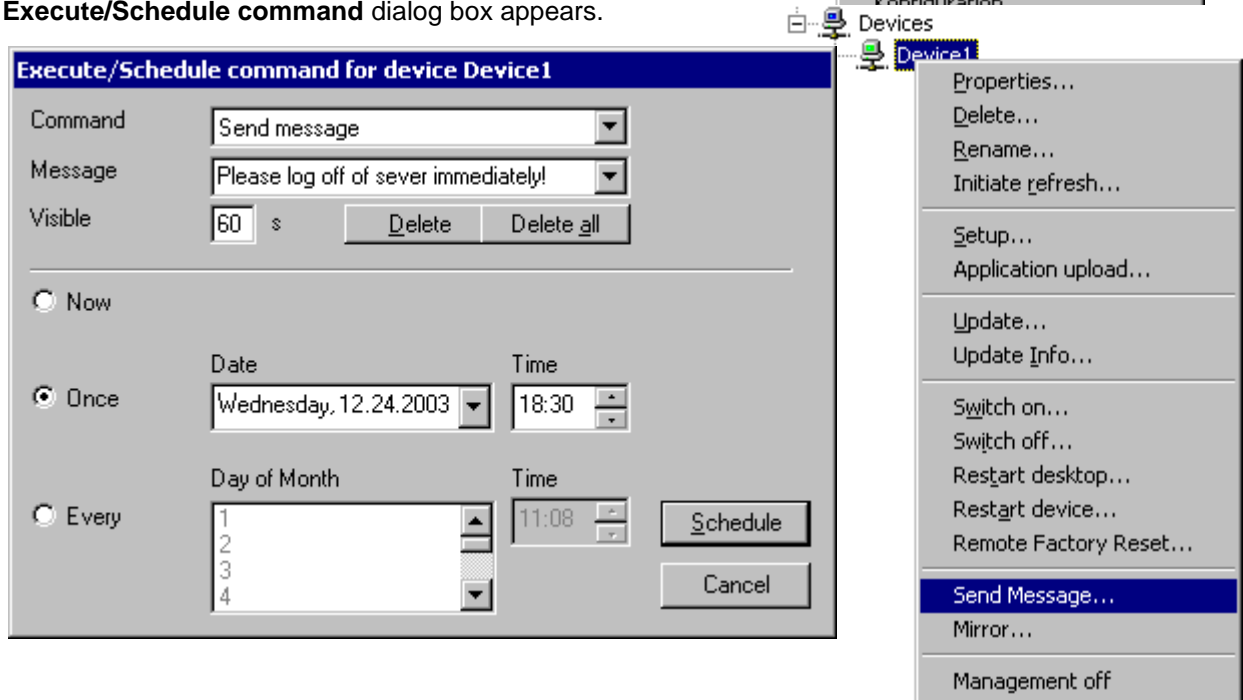 Execute/Schedule command dialog box appears.
Execute/Schedule command for device Device1
Command
Send message
Message
Please log off of sever immediately!
Visible
60 s Delete Delete all
Now
Date Time
Once
Wednesday, 12.24.2003 18:30
Day of Month Time
Every
1
2
3
4
11:08
Schedule
Cancel
Konfiguration
Devices
Device1
Properties...
Delete...
Rename...
Initiate refresh...
Setup...
Application upload...
Update...
Update Info...
Switch on...
Switch off...
Restart desktop...
Restart device...
Remote Factory Reset...
Send Message...
Mirror...
Management off